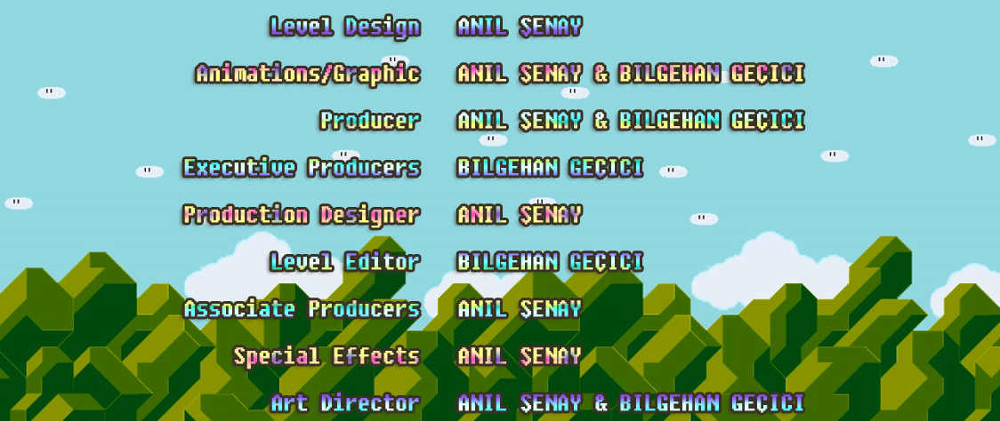 Level Design ANIL ŞENAY
Animations/Graphic ANIL ŞENAY & BILGEHAN GEÇICI
Producer ANIL ŞENAY & BILGEHAN GEÇICI
Executive Producers BILGEHAN GEÇICI
Production Designer ANIL ŞENAY
Level Editor BILGEHAN GEÇICI
Associate Producers ANIL ŞENAY
Special Effects ANIL ŞENAY
Art Director ANIL ŞENAY & BILGEHAN GEÇICI